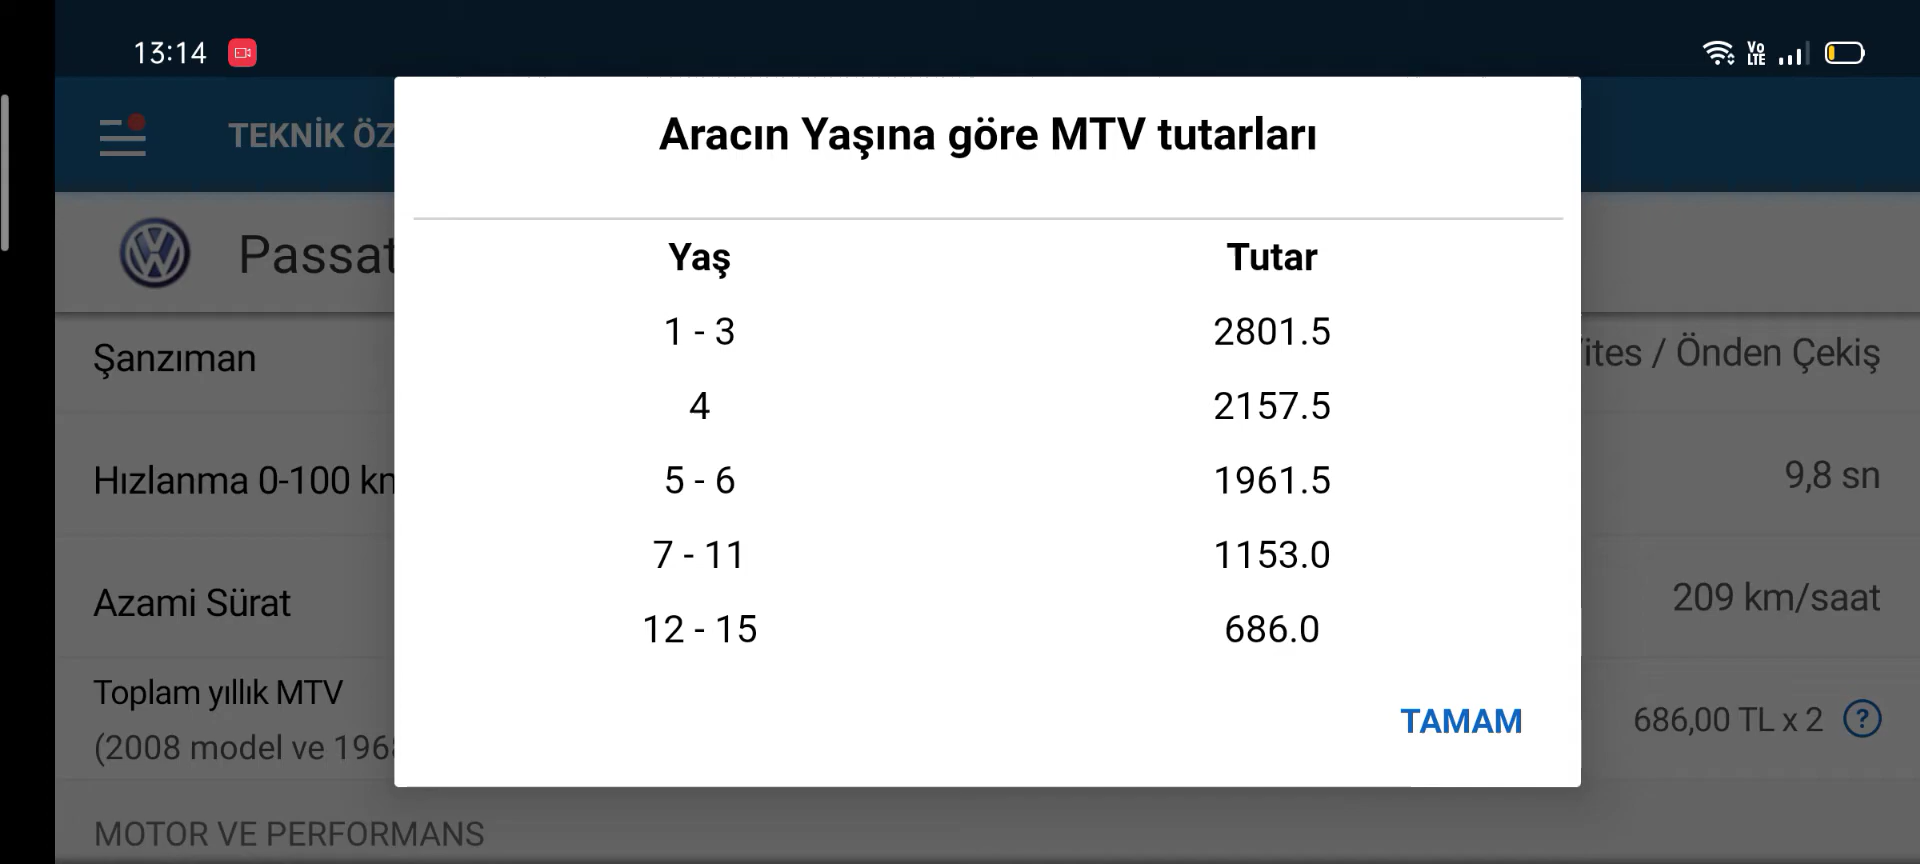 13:14
Vo LTE
TEKNİK ÖZ
Aracın Yaşına göre MTV tutarları
Passat
Yaş Tutar
1 - 3 2801.5
4 2157.5
5 - 6 1961.5
7 - 11 1153.0
12 - 15 686.0
TAMAM
Şanzıman ites / Önden Çekiş
Hızlanma 0-100 km 9,8 sn
Azami Sürat 209 km/saat
Toplam yıllık MTV
(2008 model ve 196 686,00 TL x 2 ?
MOTOR VE PERFORMANS